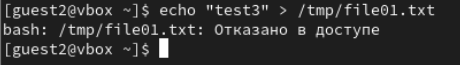 [guest2@vbox ~]$ echo "test3" > /tmp/file01.txt
bash: /tmp/file01.txt: Отказано в доступе
[guest2@vbox ~]$